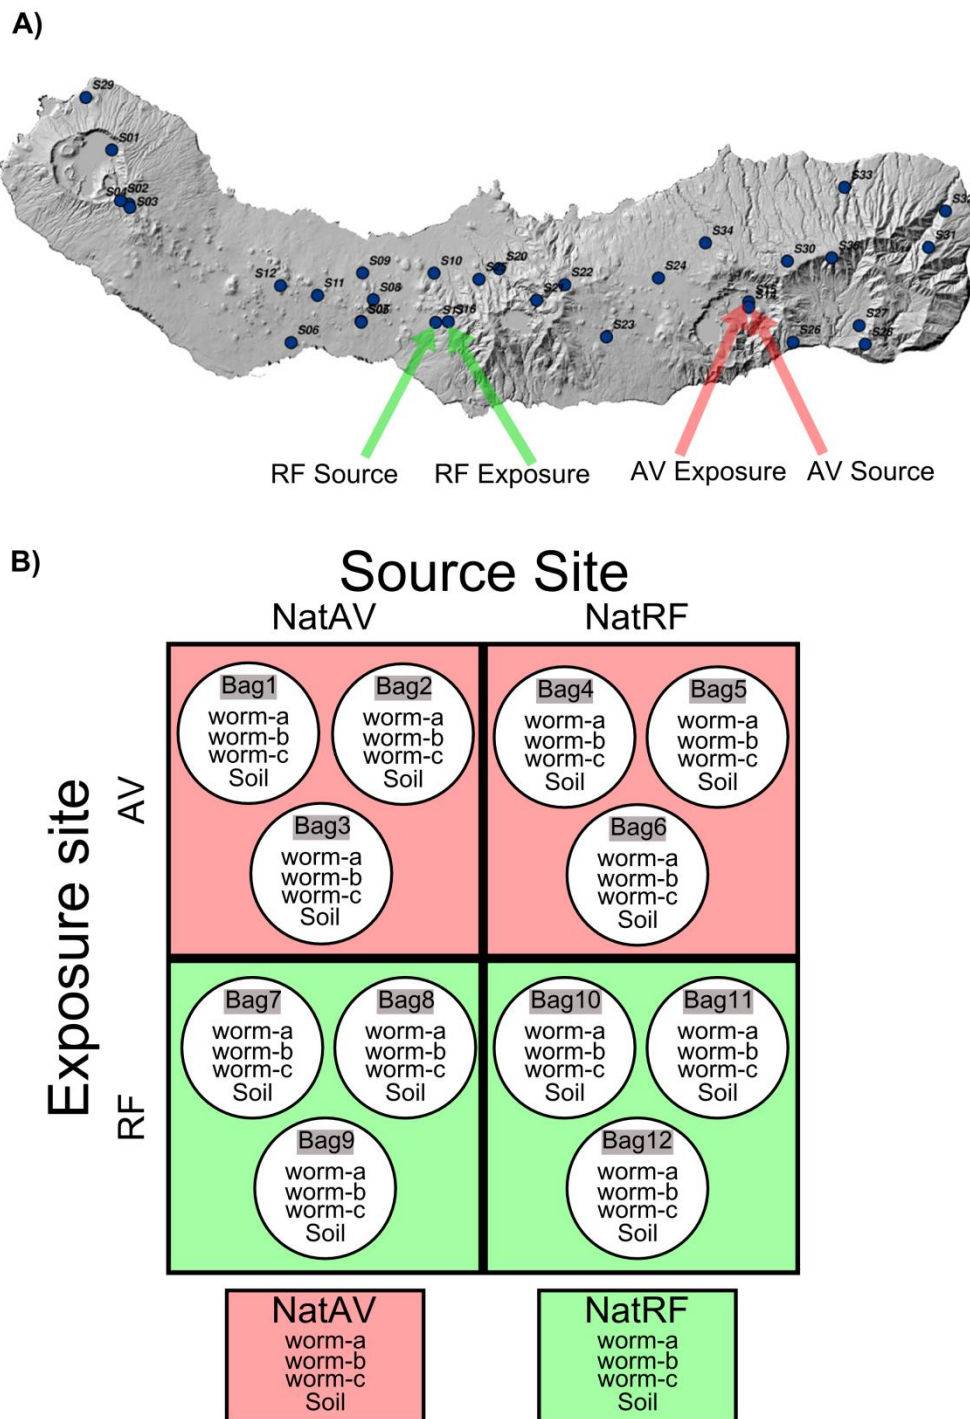 A)
S29
S01
S02
S04
S03
S33
S32
S34
S31
S35
S30
S20
S09
S10
S22
S24
S12
S11
S08
S21
S16
S06
S23
S27
S26
S28
RF Source
RF Exposure
AV Exposure
AV Source
B)
Source Site
NatAV
NatRF
Exposure site
AV
Bag1
worm-a
worm-b
worm-c
Soil
Bag2
worm-a
worm-b
worm-c
Soil
Bag3
worm-a
worm-b
worm-c
Soil
Bag4
worm-a
worm-b
worm-c
Soil
Bag5
worm-a
worm-b
worm-c
Soil
Bag6
worm-a
worm-b
worm-c
Soil
RF
Bag7
worm-a
worm-b
worm-c
Soil
Bag8
worm-a
worm-b
worm-c
Soil
Bag9
worm-a
worm-b
worm-c
Soil
Bag10
worm-a
worm-b
worm-c
Soil
Bag11
worm-a
worm-b
worm-c
Soil
Bag12
worm-a
worm-b
worm-c
Soil
NatAV
worm-a
worm-b
worm-c
Soil
NatRF
worm-a
worm-b
worm-c
Soil